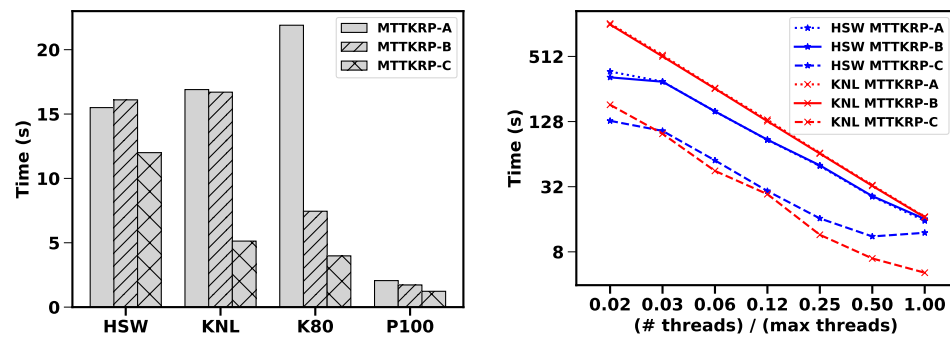 MTTKRP-A
MTTKRP-B
MTTKRP-C
20
15
10
5
0
Time (s)
HSW KNL K80 P100
HSW MTTKRP-A
HSW MTTKRP-B
HSW MTTKRP-C
KNL MTTKRP-A
KNL MTTKRP-B
KNL MTTKRP-C
512
128
32
8
Time (s)
0.02 0.03 0.06 0.12 0.25 0.50 1.00
(# threads) / (max threads)